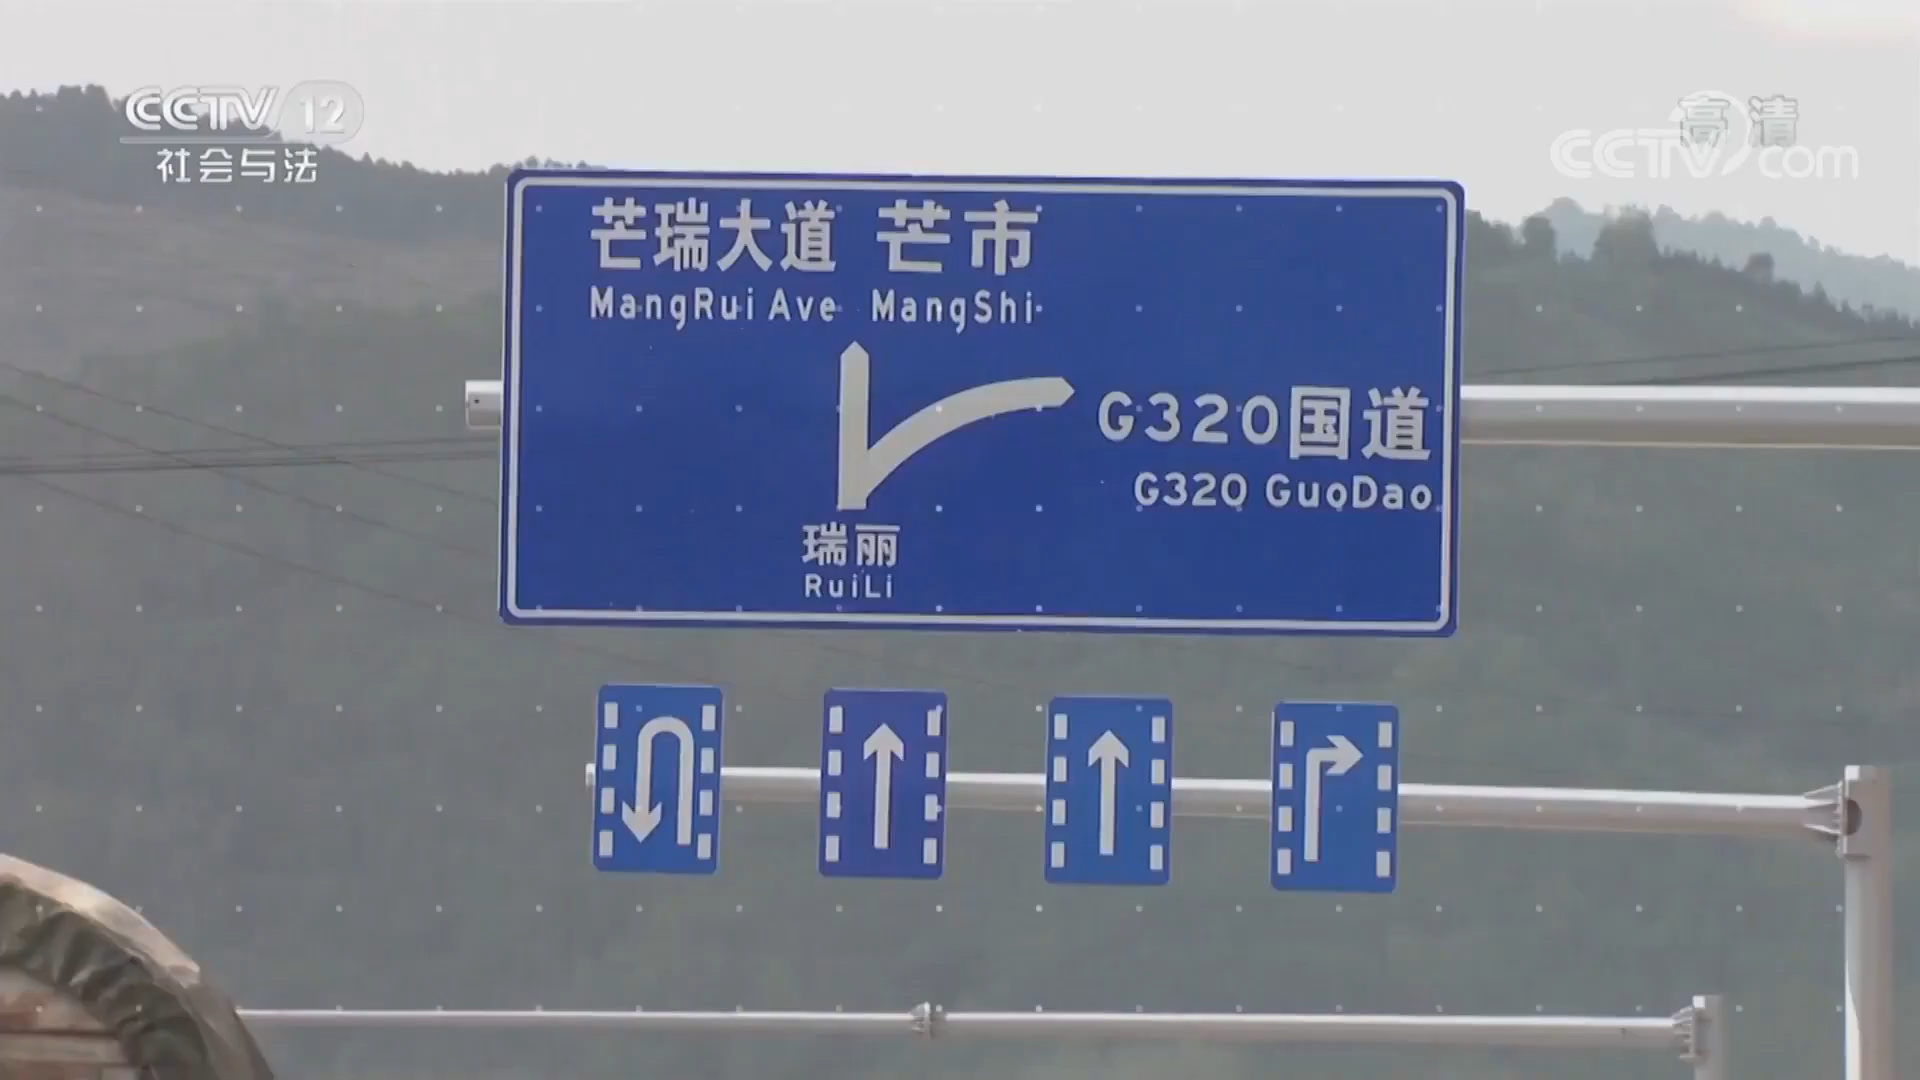 CCTV 12
社会与法
高清
CCTV.com
芒瑞大道 芒市
MangRui Ave MangShi
G320国道
G320 GuoDao
瑞丽
RuiLi